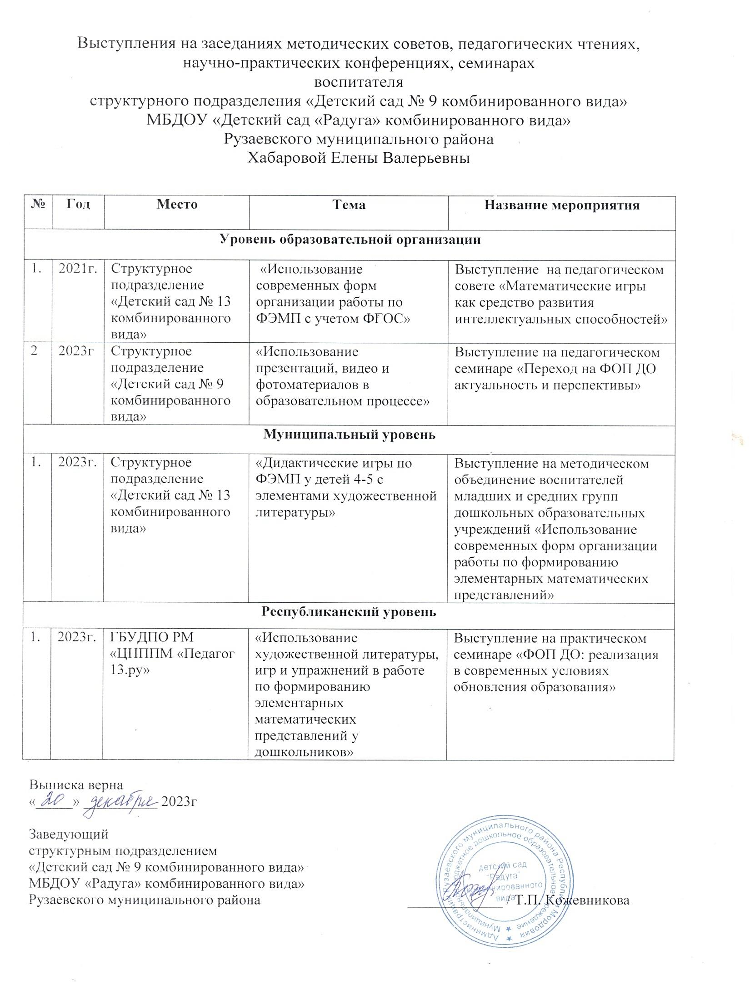 Выступления на заседаниях методических советов, педагогических чтениях,
научно-практических конференциях, семинарах
воспитателя
структурного подразделения «Детский сад № 9 комбинированного вида»
МБДОУ «Детский сад «Радуга» комбинированного вида»
Рузаевского муниципального района
Хабаровой Елены Валерьевны
№ Год Место Тема Название мероприятия
Уровень образовательной организации
1. 2021г. Структурное
подразделение
«Детский сад № 13
комбинированного
вида»
«Использование
современных форм
организации работы по
ФЭМП с учетом ФГОС»
Выступление на педагогическом
совете «Математические игры
как средство развития
интеллектуальных способностей»
2 2023г Структурное
подразделение
«Детский сад № 9
комбинированного
вида»
«Использование
презентаций, видео и
фотоматериалов в
образовательном процессе»
Выступление на педагогическом
семинаре «Переход на ФОП ДО
актуальность и перспективы»
Муниципальный уровень
1. 2023г. Структурное
подразделение
«Детский сад № 13
комбинированного
вида»
«Дидактические игры по
ФЭМП у детей 4-5 с
элементами художественной
литературы»
Выступление на методическом
объединение воспитателей
младших и средних групп
дошкольных образовательных
учреждений «Использование
современных форм организации
работы по формированию
элементарных математических
представлений»
Республиканский уровень
1. 2023г. ГБУДПО РМ
«ЦНППМ «Педагог
13.ру»
«Использование
художественной литературы,
игр и упражнений в работе
по формированию
элементарных
математических
представлений у
дошкольников»
Выступление на практическом
семинаре «ФОП ДО: реализация
в современных условиях
обновления образования»
Выписка верна
«20» декабря 2023г
Заведующий
структурным подразделением
«Детский сад № 9 комбинированного вида»
МБДОУ «Радуга» комбинированного вида»
Рузаевского муниципального района
/ Т.П. Кожевникова
Администрация Рузаевского муниципального района Республики Мордовия
Муниципальное бюджетное дошкольное образовательное учреждение
детский сад
"Радуга"
комбинированного
вида